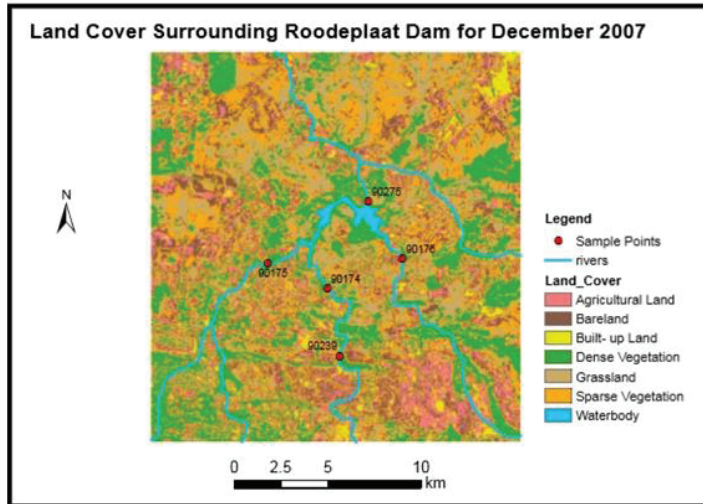 Land Cover Surrounding Roodeplaat Dam for December 2007
90275
N
90175
90176
90174
90239
Legend
Sample Points
rivers
Land_Cover
Agricultural Land
Bareland
Built- up Land
Dense Vegetation
Grassland
Sparse Vegetation
Waterbody
0 2.5 5 10
km